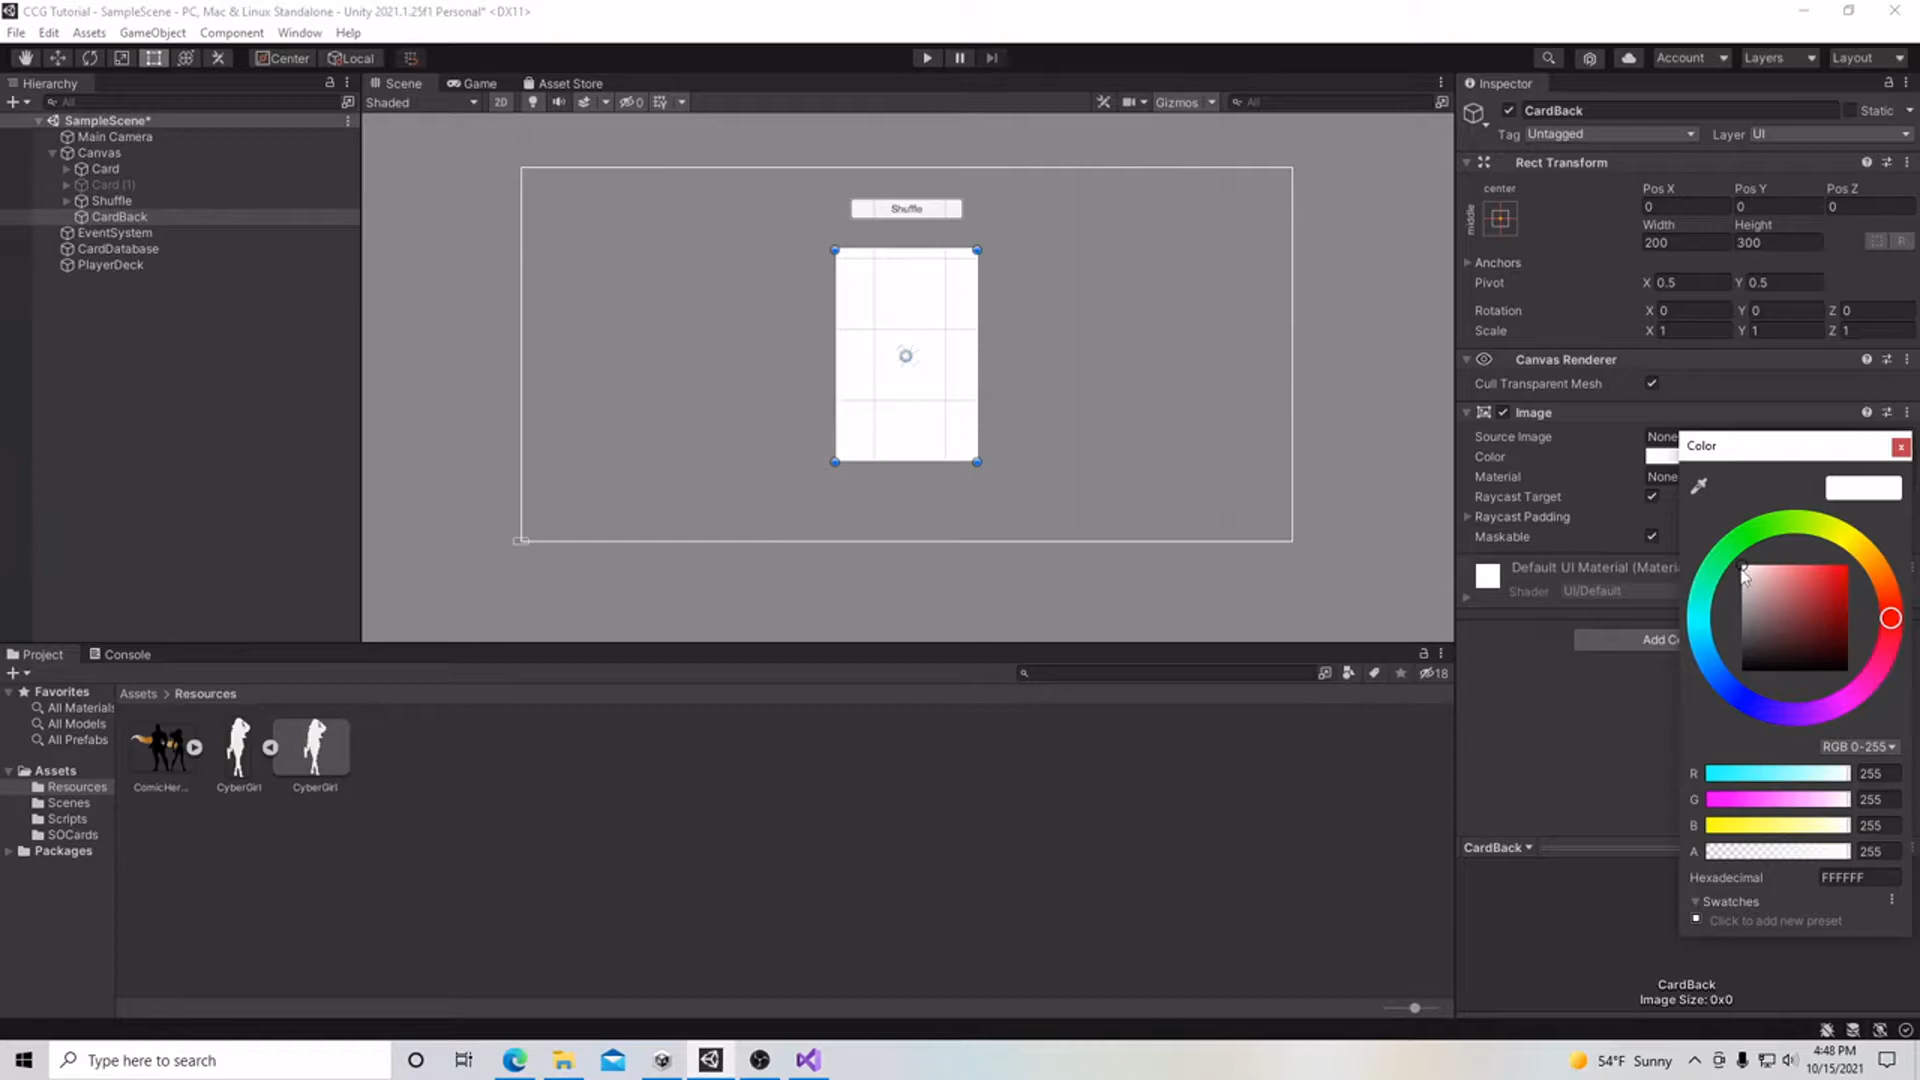 CCG Tutorial - SampleScene - PC, Mac & Linux Standalone - Unity 2021.1.25f1 Personal* <DX11>
File Edit Assets GameObject Component Window Help
Center Local Account Layers Layout
Hierarchy
All
SampleScene*
Main Camera
Canvas
Card
Card (1)
Shuffle
CardBack
EventSystem
CardDatabase
PlayerDeck
Scene Game Asset Store
Shaded 2D 0 Gizmos All
Shuffle
Inspector
CardBack Static
Tag Untagged Layer UI
Rect Transform
center Pos X Pos Y Pos Z
middle 0 0 0
Width Height
200 300 R
Anchors
Pivot X 0.5 Y 0.5
Rotation X 0 Y 0 Z 0
Scale X 1 Y 1 Z 1
Canvas Renderer
Cull Transparent Mesh
Image
Source Image None
Color
Material None
Raycast Target
Raycast Padding
Maskable
Default UI Material (Materi
Shader UI/Default
Add Co
Color
x
RGB 0-255
R 255
G 255
B 255
A 255
Hexadecimal FFFFFF
Swatches
Click to add new preset
CardBack
CardBack
Image Size: 0x0
Project Console
18
Favorites
All Materials
All Models
All Prefabs
Assets
Resources
Scenes
Scripts
SOCards
Packages
Assets > Resources
ComicHer... CyberGirl CyberGirl
Type here to search
54°F Sunny
4:48 PM
10/15/2021